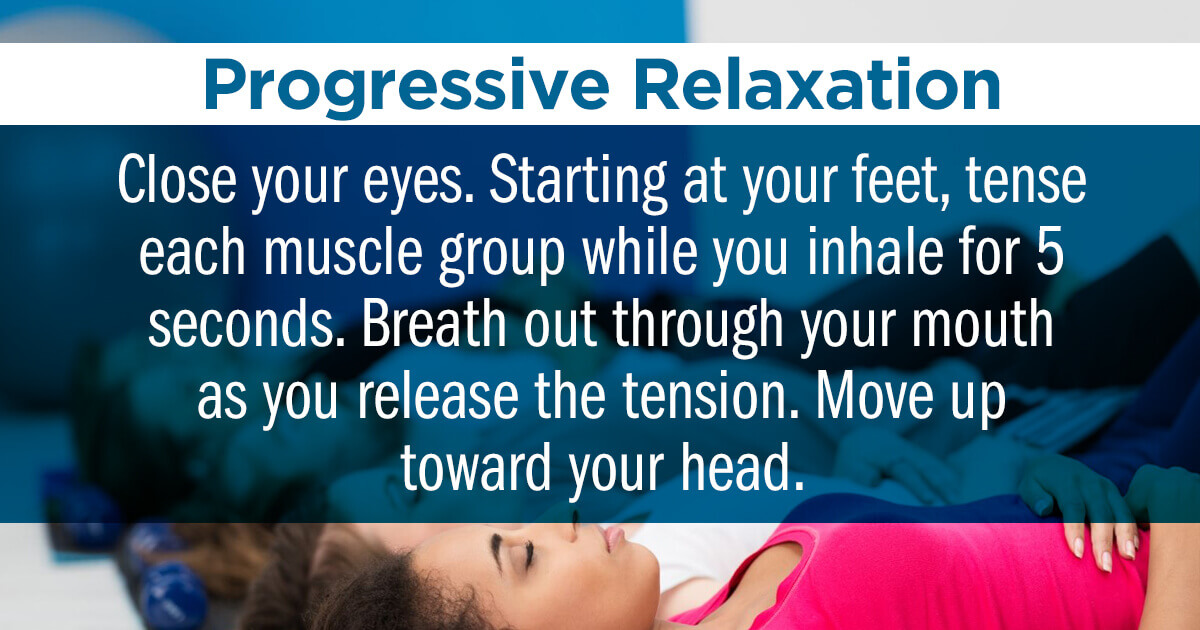 Progressive Relaxation
Close your eyes. Starting at your feet, tense
each muscle group while you inhale for 5
seconds. Breath out through your mouth
as you release the tension. Move up
toward your head.